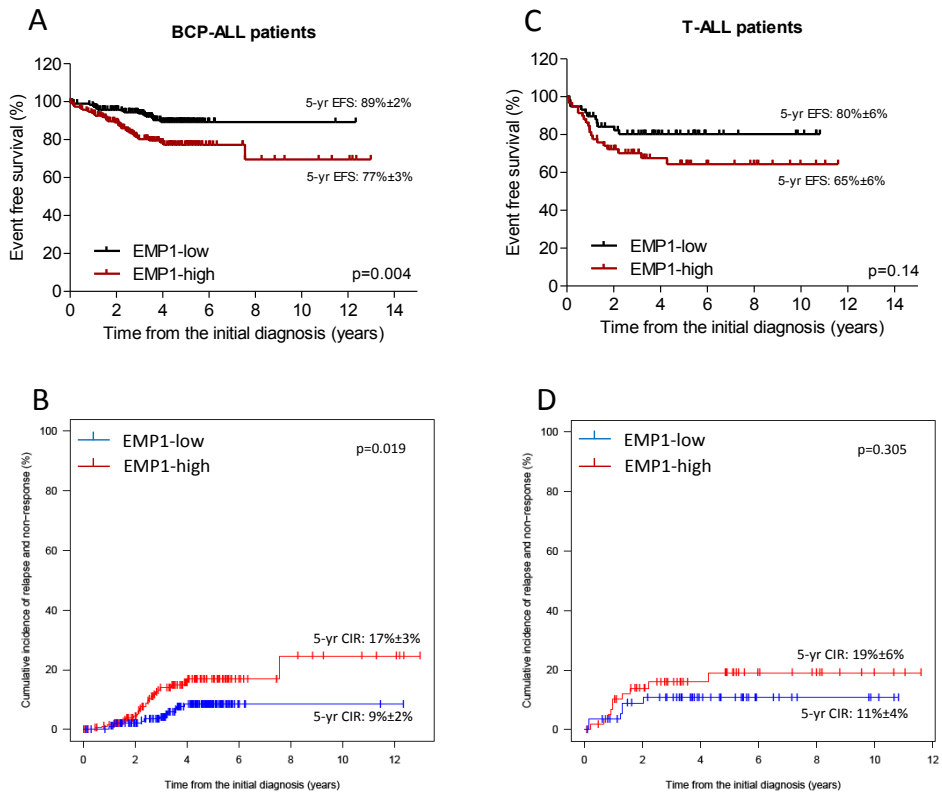 A
BCP-ALL patients
Event free survival (%)
120
100
80
60
40
20
0
5-yr EFS: 89%±2%
5-yr EFS: 77%±3%
EMP1-low
EMP1-high
p=0.004
0 2 4 6 8 10 12 14
Time from the initial diagnosis (years)
C
T-ALL patients
Event free survival (%)
120
100
80
60
40
20
0
5-yr EFS: 80%±6%
5-yr EFS: 65%±6%
EMP1-low
EMP1-high
p=0.14
0 2 4 6 8 10 12 14
Time from the initial diagnosis (years)
B
Cumulative incidence of relapse and non−response (%)
100
80
60
40
20
0
EMP1-low
EMP1-high
p=0.019
5-yr CIR: 17%±3%
5-yr CIR: 9%±2%
0 2 4 6 8 10 12
Time from the initial diagnosis (years)
D
Cumulative incidence of relapse and non−response (%)
100
80
60
40
20
0
EMP1-low
EMP1-high
p=0.305
5-yr CIR: 19%±6%
5-yr CIR: 11%±4%
0 2 4 6 8 10 12
Time from the initial diagnosis (years)